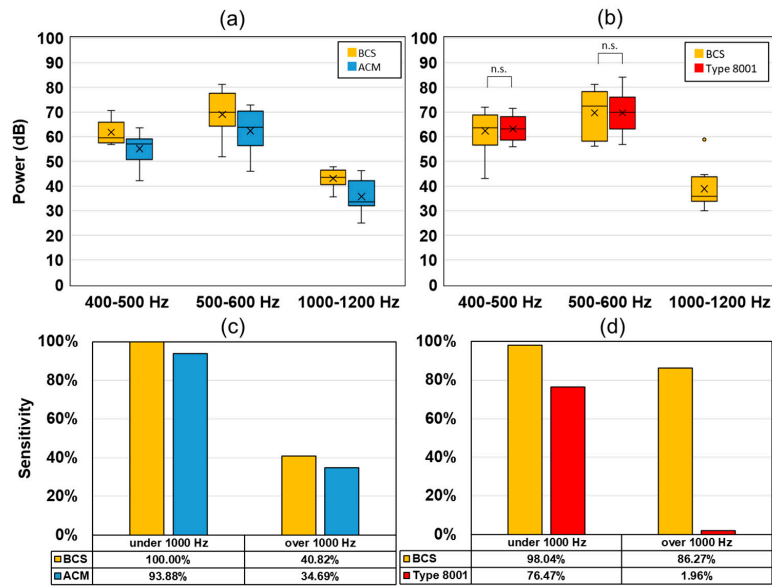 (a)
(b)
Power (dB)
100
90
80
70
60
50
40
30
20
10
0
BCS
ACM
400-500 Hz
500-600 Hz
1000-1200 Hz
100
90
80
70
60
50
40
30
20
10
0
n.s.
n.s.
BCS
Type 8001
400-500 Hz
500-600 Hz
1000-1200 Hz
(c)
(d)
Sensitivity
100%
80%
60%
40%
20%
0%
under 1000 Hz over 1000 Hz
BCS 100.00% 40.82%
ACM 93.88% 34.69%
100%
80%
60%
40%
20%
0%
under 1000 Hz over 1000 Hz
BCS 98.04% 86.27%
Type 8001 76.47% 1.96%